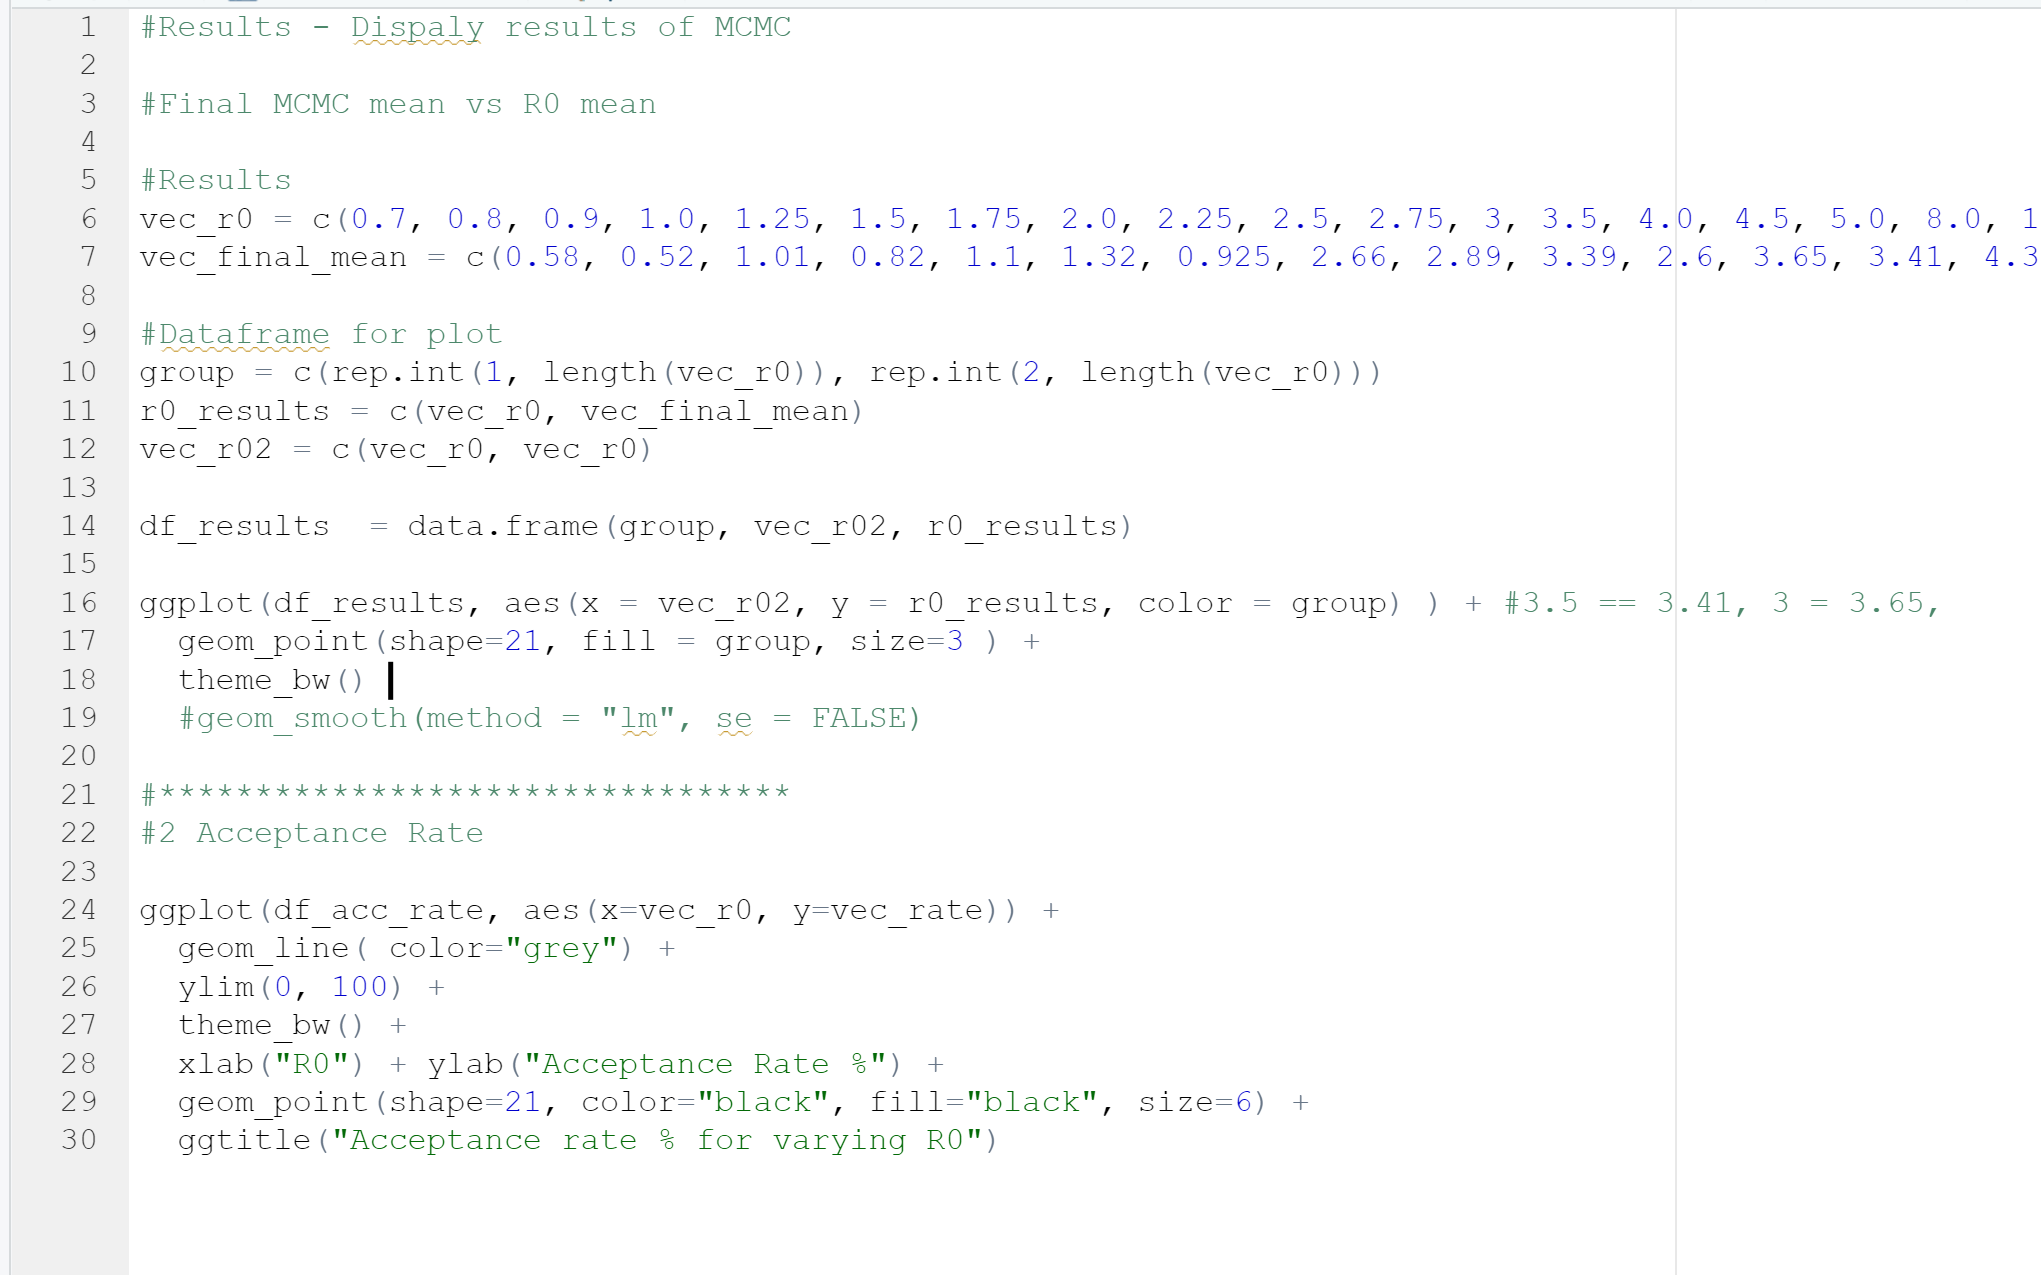 1 #Results - Dispaly results of MCMC
2
3 #Final MCMC mean vs R0 mean
4
5 #Results
6 vec_r0 = c(0.7, 0.8, 0.9, 1.0, 1.25, 1.5, 1.75, 2.0, 2.25, 2.5, 2.75, 3, 3.5, 4.0, 4.5, 5.0, 8.0, 1
7 vec_final_mean = c(0.58, 0.52, 1.01, 0.82, 1.1, 1.32, 0.925, 2.66, 2.89, 3.39, 2.6, 3.65, 3.41, 4.3
8
9 #Dataframe for plot
10 group = c(rep.int(1, length(vec_r0)), rep.int(2, length(vec_r0)))
11 r0_results = c(vec_r0, vec_final_mean)
12 vec_r02 = c(vec_r0, vec_r0)
13
14 df_results  = data.frame(group, vec_r02, r0_results)
15
16 ggplot(df_results, aes(x = vec_r02, y = r0_results, color = group) ) + #3.5 == 3.41, 3 = 3.65,
17   geom_point(shape=21, fill = group, size=3 ) +
18   theme_bw()
19   #geom_smooth(method = "lm", se = FALSE)
20
21 #*********************************
22 #2 Acceptance Rate
23
24 ggplot(df_acc_rate, aes(x=vec_r0, y=vec_rate)) +
25   geom_line( color="grey") +
26   ylim(0, 100) +
27   theme_bw() +
28   xlab("R0") + ylab("Acceptance Rate %") +
29   geom_point(shape=21, color="black", fill="black", size=6) +
30   ggtitle("Acceptance rate % for varying R0")